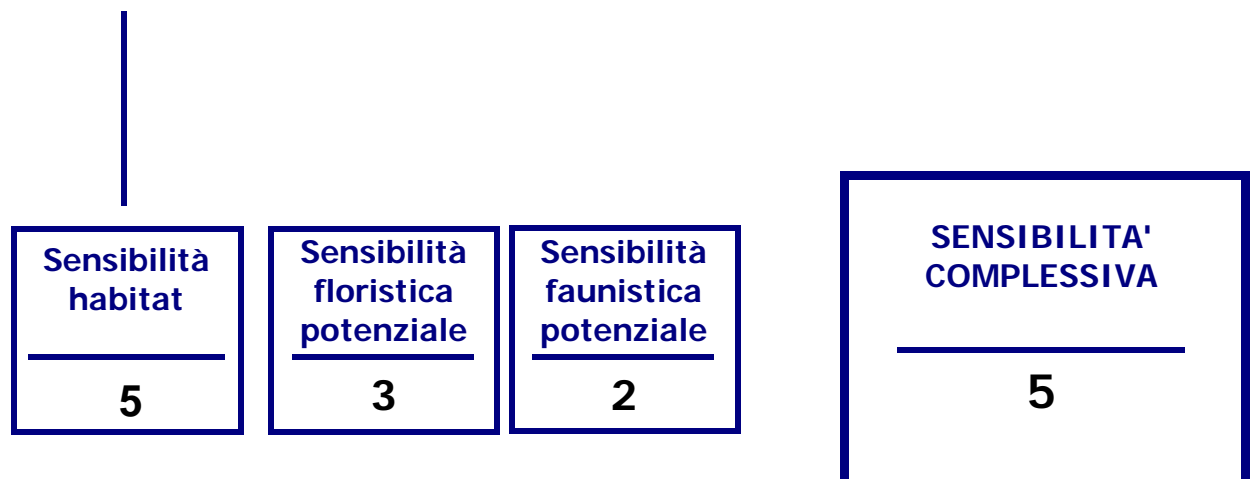 Sensibilità
habitat
5
Sensibilità
floristica
potenziale
3
Sensibilità
faunistica
potenziale
2
SENSIBILITA'
COMPLESSIVA
5